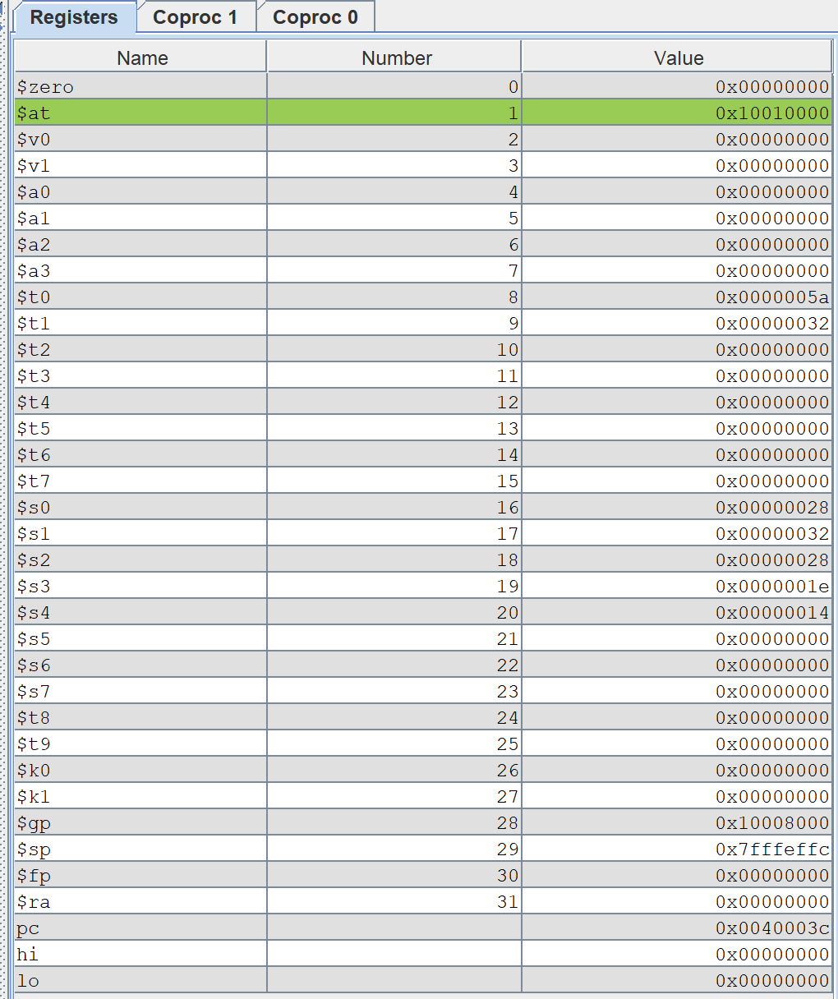 Registers Coproc 1 Coproc 0
Name Number Value
$zero 0 0x00000000
$at 1 0x10010000
$v0 2 0x00000000
$v1 3 0x00000000
$a0 4 0x00000000
$a1 5 0x00000000
$a2 6 0x00000000
$a3 7 0x00000000
$t0 8 0x0000005a
$t1 9 0x00000032
$t2 10 0x00000000
$t3 11 0x00000000
$t4 12 0x00000000
$t5 13 0x00000000
$t6 14 0x00000000
$t7 15 0x00000000
$s0 16 0x00000028
$s1 17 0x00000032
$s2 18 0x00000028
$s3 19 0x0000001e
$s4 20 0x00000014
$s5 21 0x00000000
$s6 22 0x00000000
$s7 23 0x00000000
$t8 24 0x00000000
$t9 25 0x00000000
$k0 26 0x00000000
$k1 27 0x00000000
$gp 28 0x10008000
$sp 29 0x7fffeffc
$fp 30 0x00000000
$ra 31 0x00000000
pc 0x0040003c
hi 0x00000000
lo 0x00000000